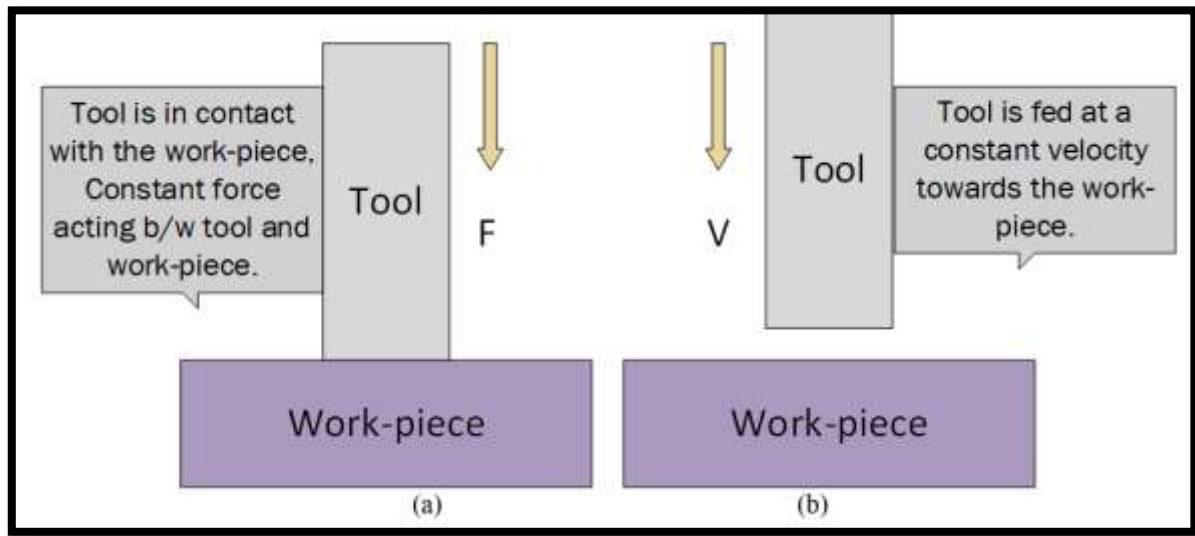 Tool is in contact
with the work-piece,
Constant force
acting b/w tool and
work-piece.
Tool
F
Work-piece
(a)
V
Tool
Tool is fed at a
constant velocity
towards the work-
piece.
Work-piece
(b)